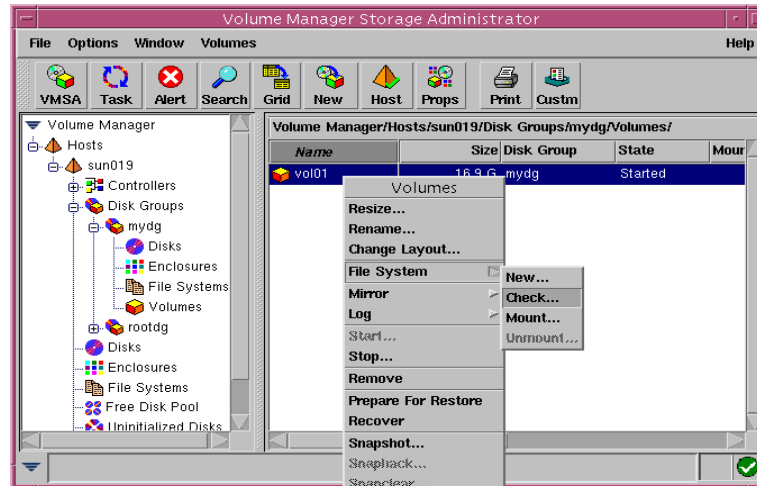 Volume Manager Storage Administrator
File Options Window Volumes Help
VMSA Task Alert Search Grid New Host Props Print Custm
Volume Manager
Hosts
sun019
Controllers
Disk Groups
mydg
Disks
Enclosures
File Systems
Volumes
rootdg
Disks
Enclosures
File Systems
Free Disk Pool
Uninitialized Disks
Volume Manager/Hosts/sun019/Disk Groups/mydg/Volumes/
Name Size Disk Group State Mour
vol01 16.9 G mydg Started
Volumes
Resize...
Rename...
Change Layout...
File System
Mirror
Log
Start...
Stop...
Remove
Prepare For Restore
Recover
Snapshot...
Snapback...
Snapclear
New...
Check...
Mount...
Unmount...